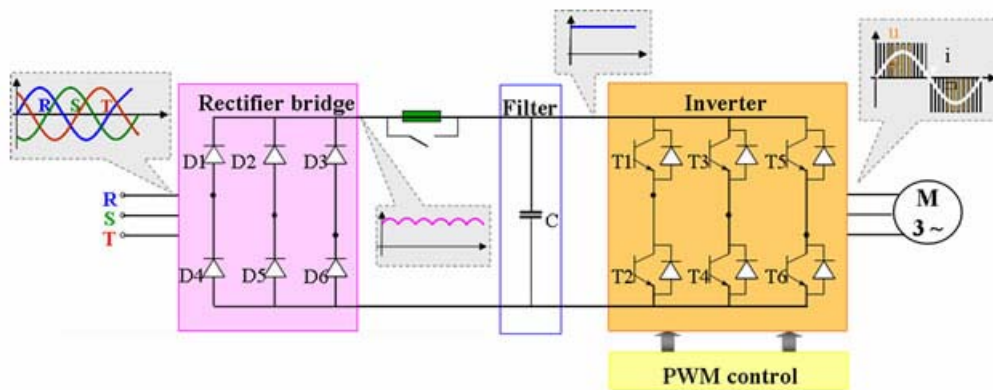 u
i
R S T
Rectifier bridge
Filter
Inverter
D1 D2 D3
T1 T3 T5
R
S
T
C
M
3 ~
D4 D5 D6
T2 T4 T6
PWM control